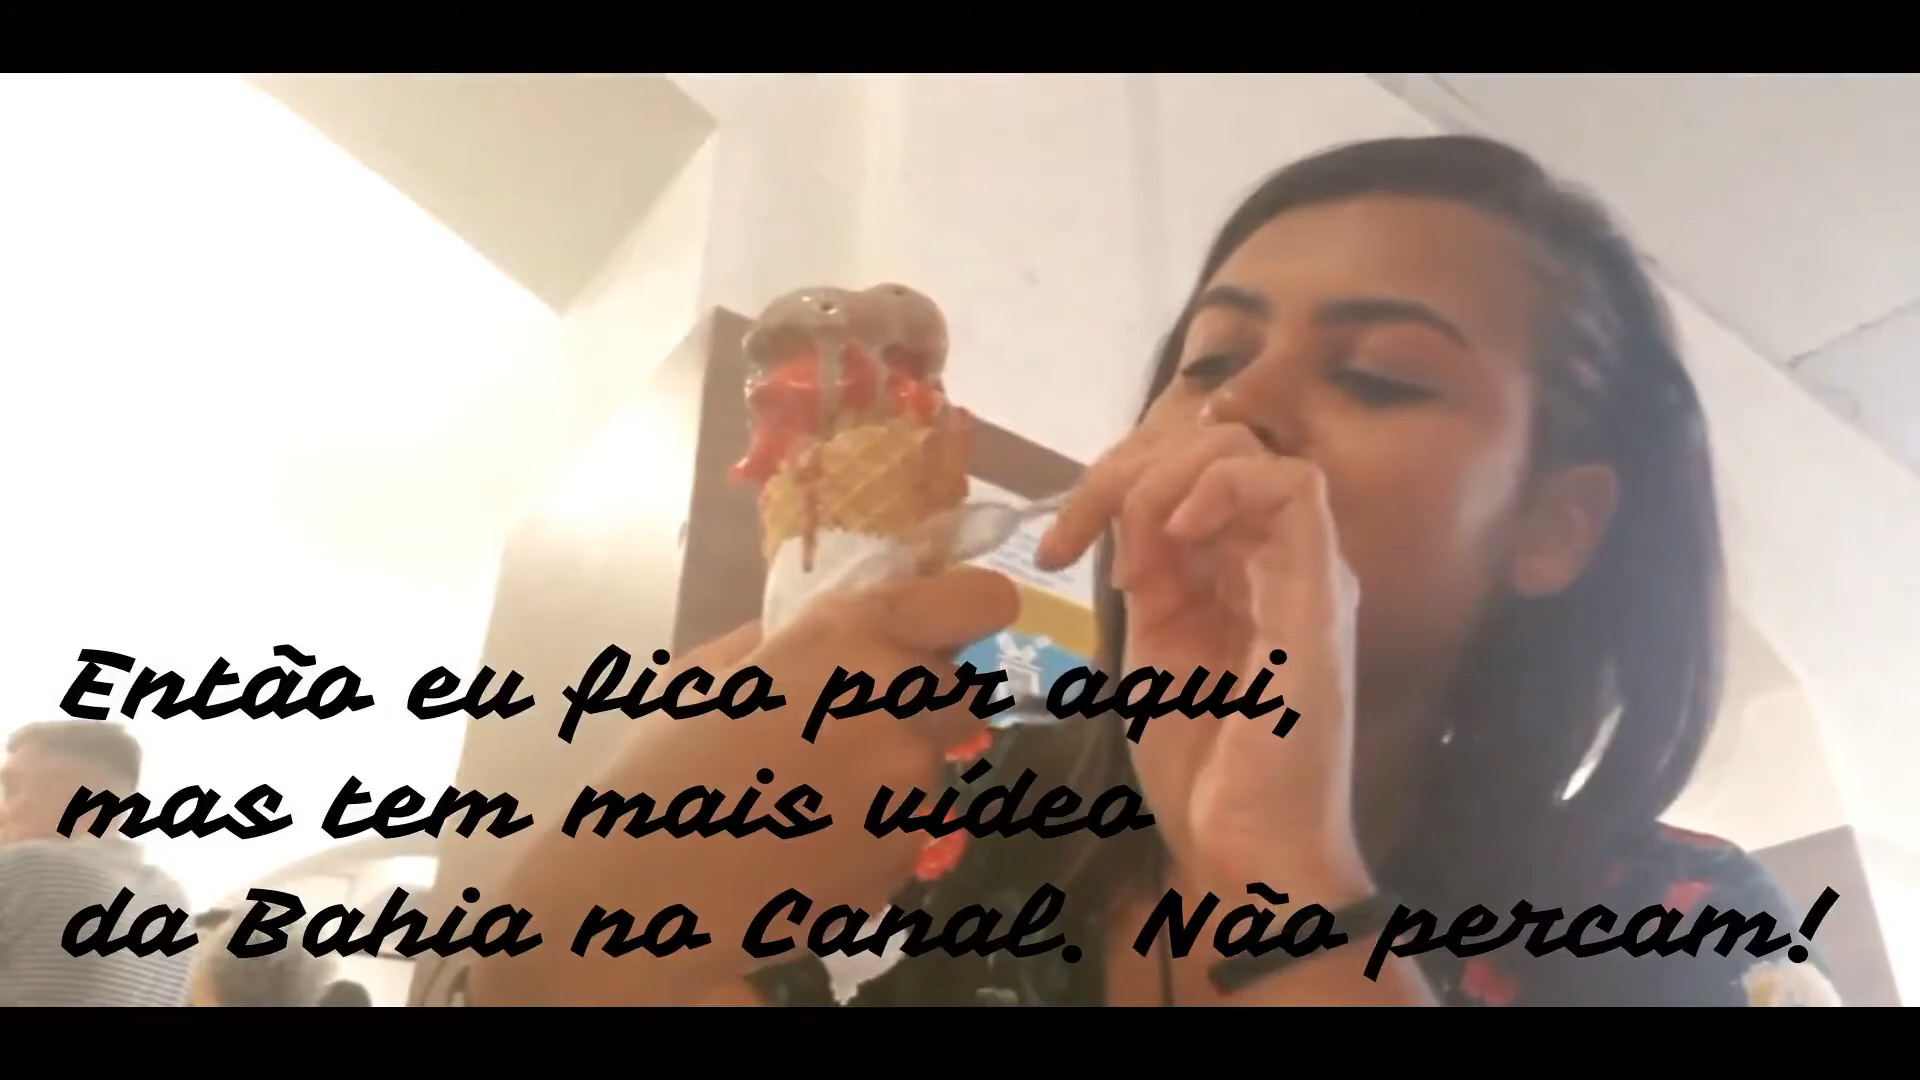 Então eu fico por aqui,
mas tem mais vídeo
da Bahia no Canal. Não percam!